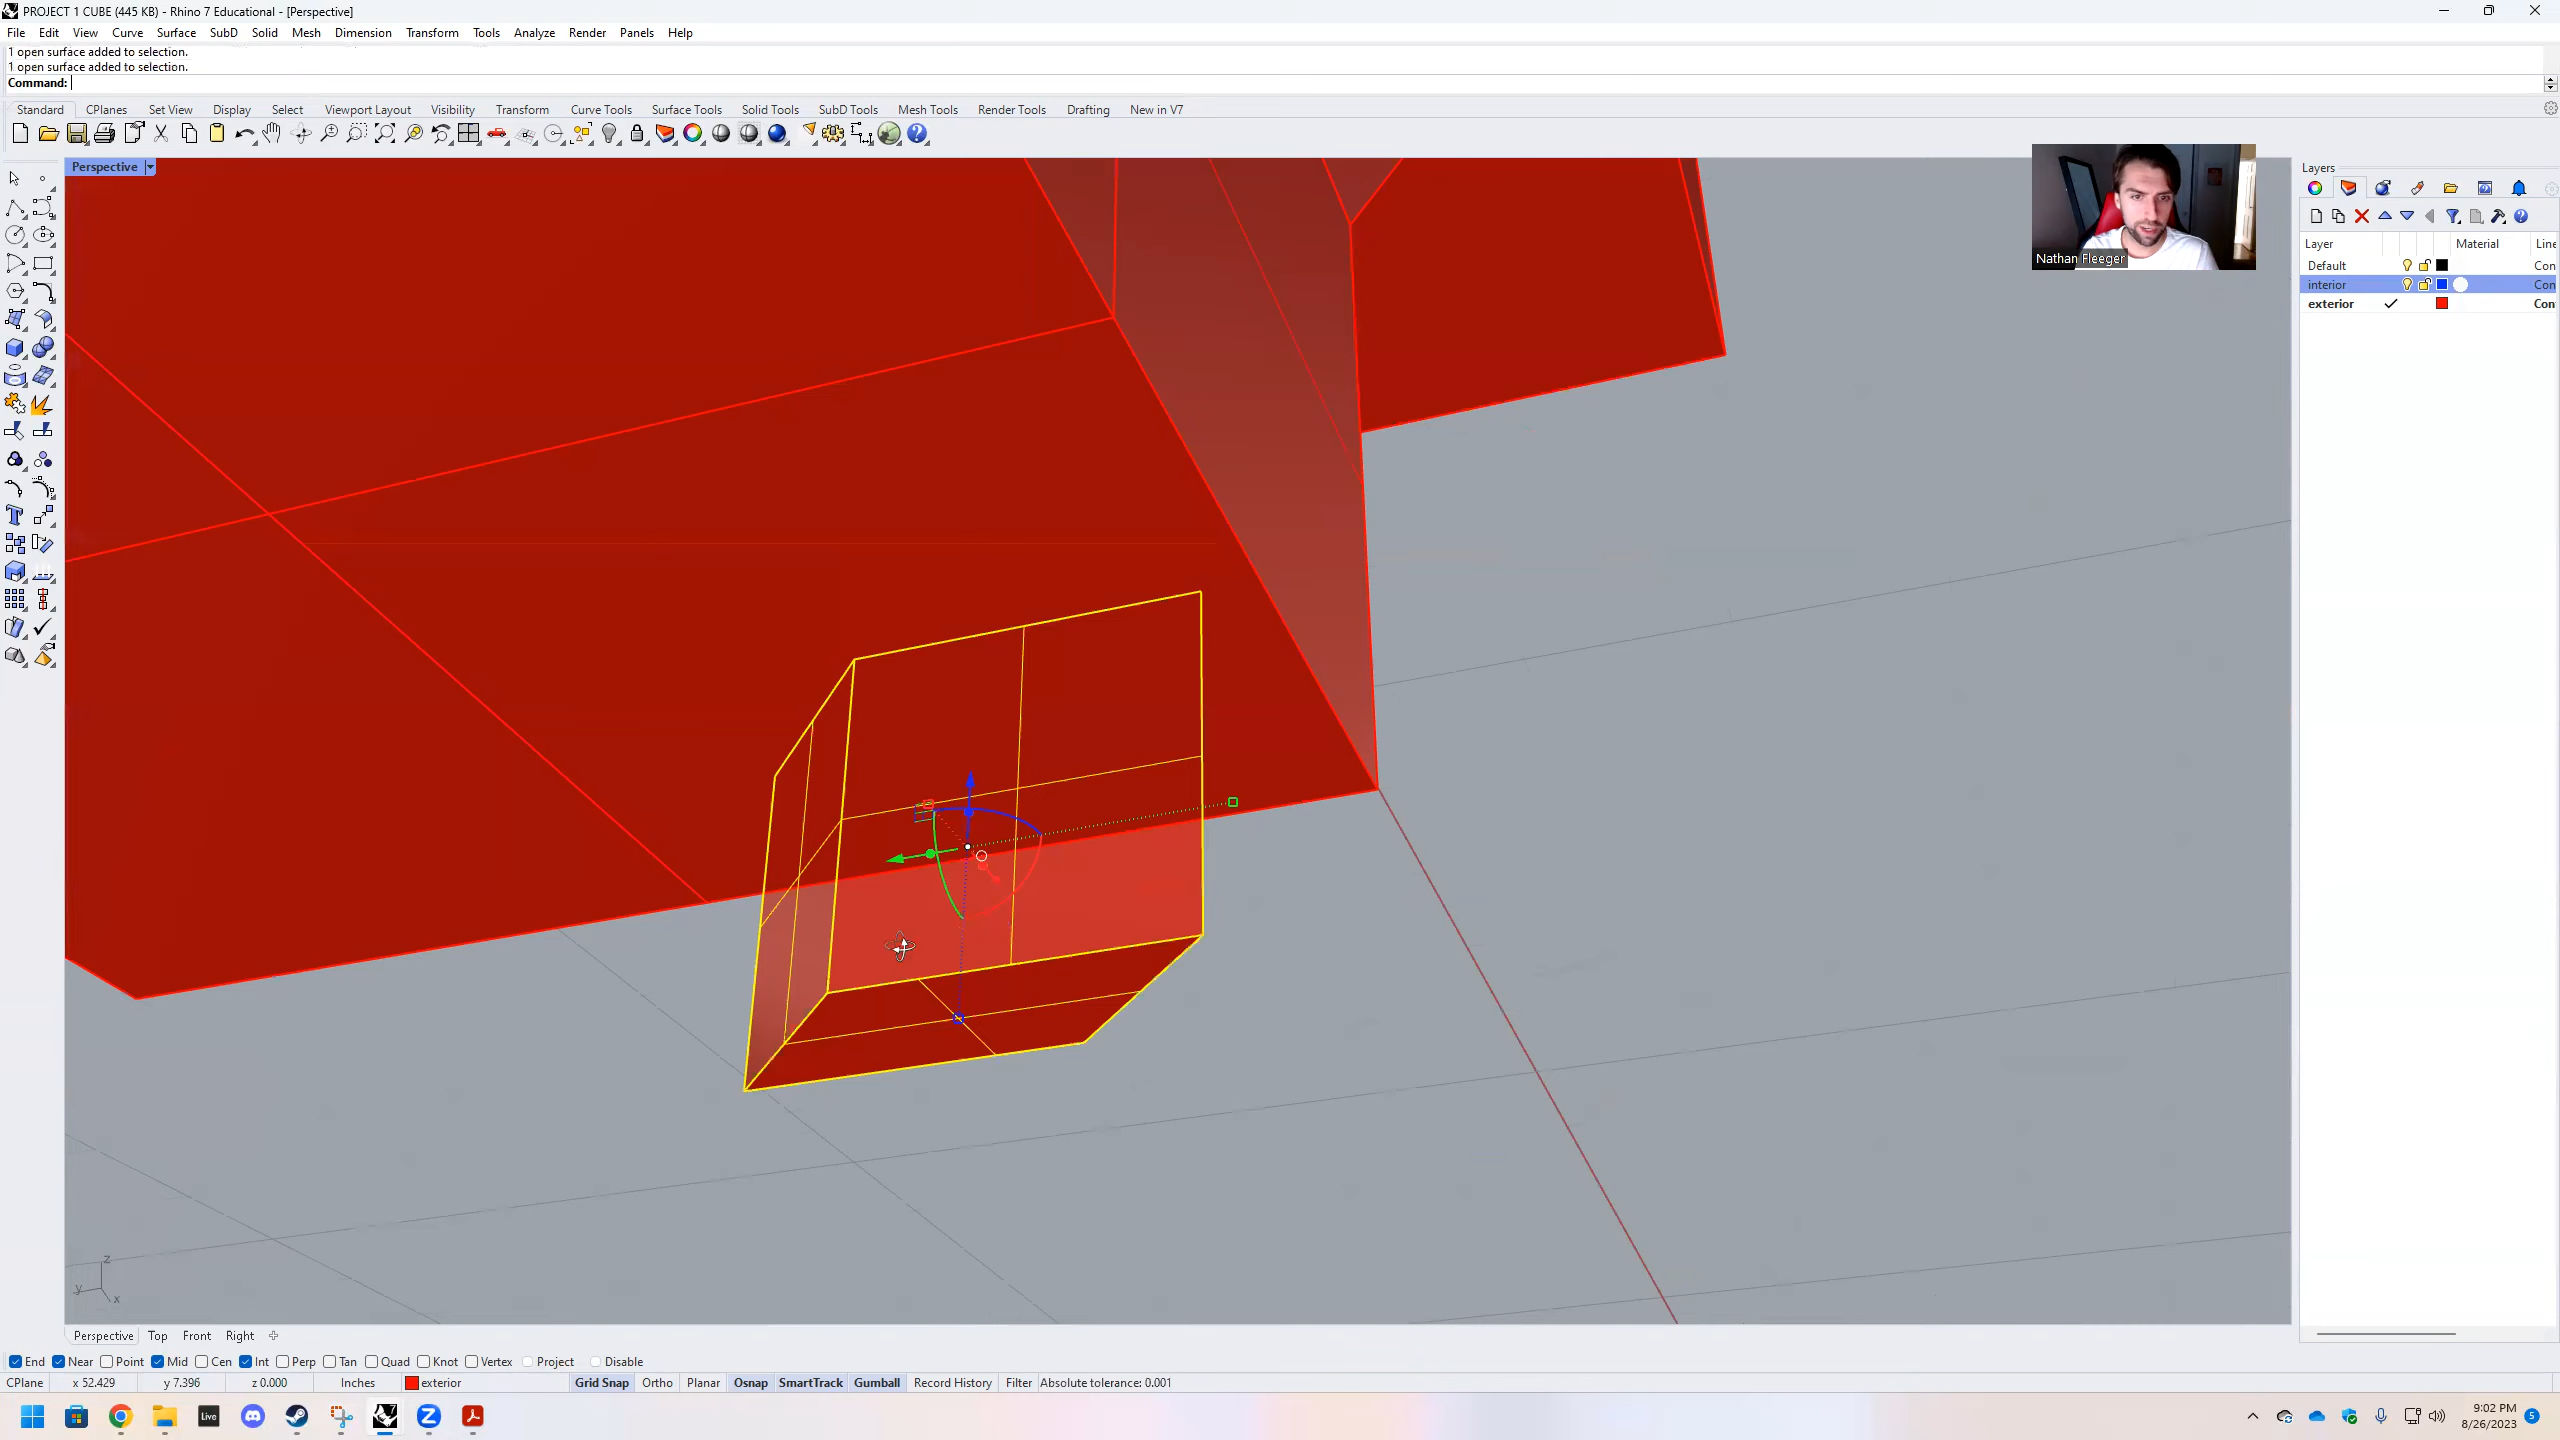 PROJECT 1 CUBE (445 KB) - Rhino 7 Educational - [Perspective]
File Edit View Curve Surface SubD Solid Mesh Dimension Transform Tools Analyze Render Panels Help
1 open surface added to selection.
1 open surface added to selection.
Command:
Standard CPlanes Set View Display Select Viewport Layout Visibility Transform Curve Tools Surface Tools Solid Tools SubD Tools Mesh Tools Render Tools Drafting New in V7
Perspective
Nathan Fleeger
Layers
Layer Material Line
Default Con
interior Con
exterior Con
z
y
x
Perspective Top Front Right
End Near Point Mid Cen Int Perp Tan Quad Knot Vertex Project Disable
CPlane x 52.429 y 7.396 z 0.000 Inches exterior Grid Snap Ortho Planar Osnap SmartTrack Gumball Record History Filter Absolute tolerance: 0.001
Live
9:02 PM
8/26/2023
5